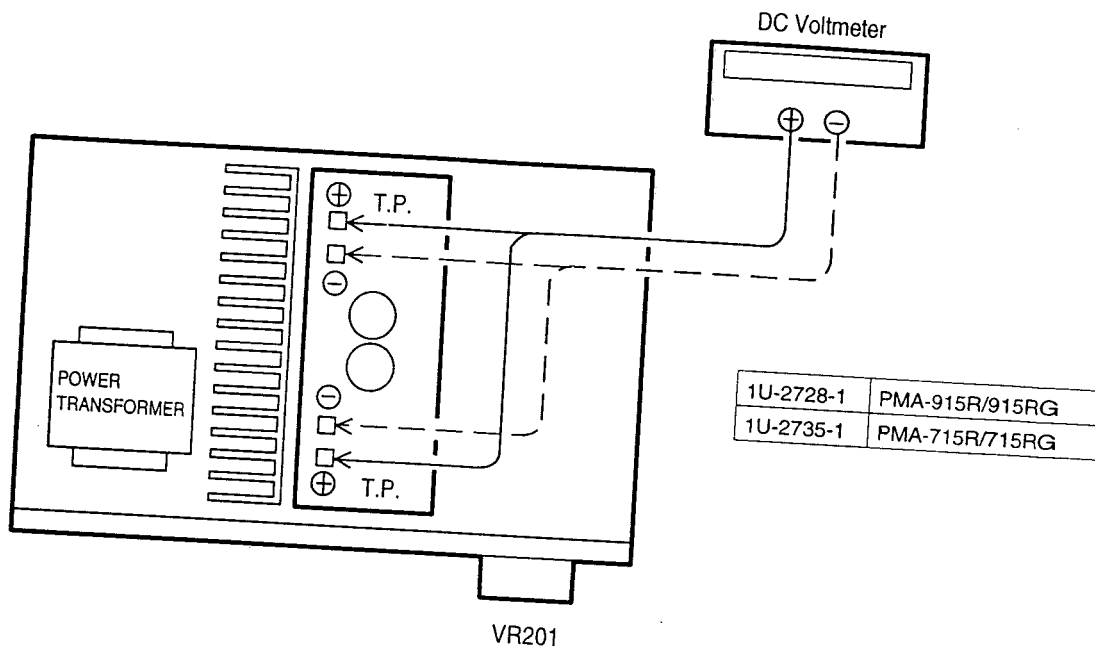 DC Voltmeter
⊕ ⊖
⊕ T.P.
⊖
POWER
TRANSFORMER
⊖
⊕ T.P.
1U-2728-1 PMA-915R/915RG
1U-2735-1 PMA-715R/715RG
VR201